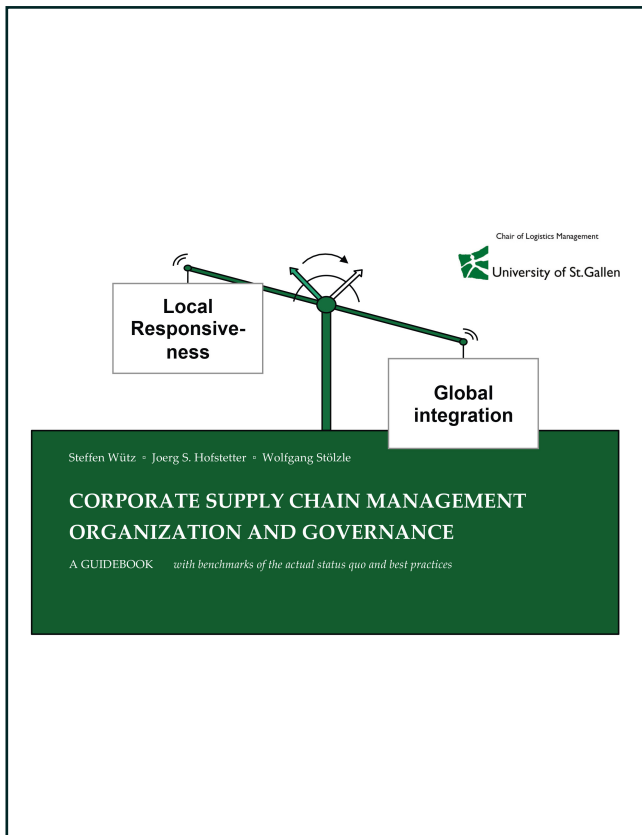 Chair of Logistics Management
University of St.Gallen
Local
Responsive-
ness
Global
integration
Steffen Wütz ▫ Joerg S. Hofstetter ▫ Wolfgang Stölzle
CORPORATE SUPPLY CHAIN MANAGEMENT
ORGANIZATION AND GOVERNANCE
A GUIDEBOOK with benchmarks of the actual status quo and best practices